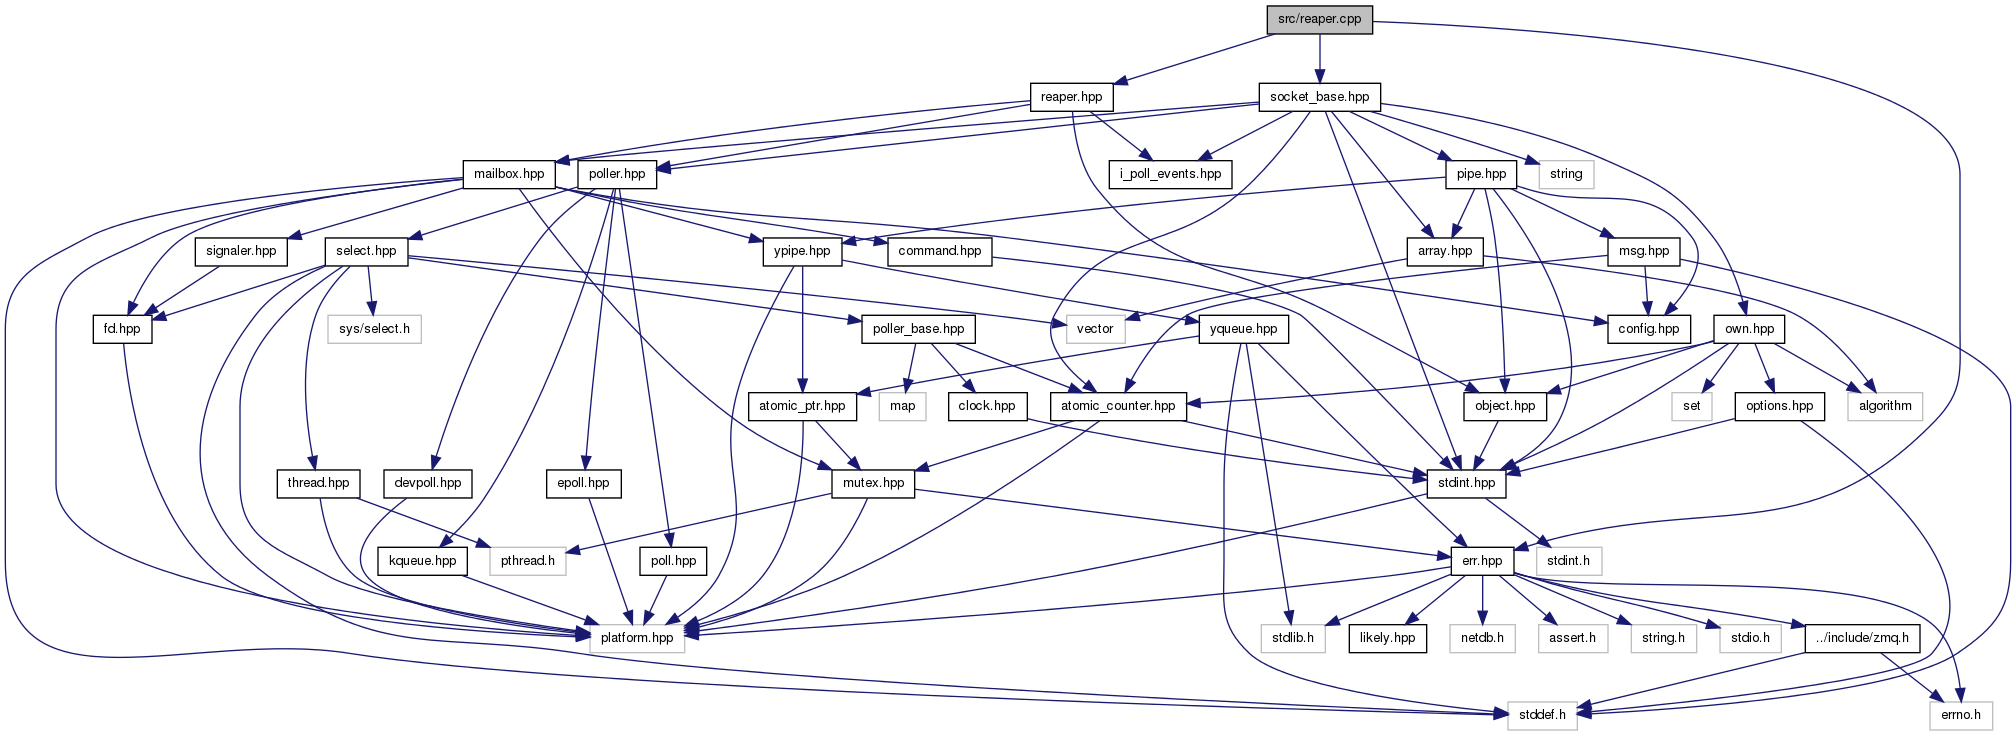 src/reaper.cpp
reaper.hpp
socket_base.hpp
mailbox.hpp
poller.hpp
i_poll_events.hpp
pipe.hpp
string
signaler.hpp
select.hpp
ypipe.hpp
command.hpp
array.hpp
msg.hpp
fd.hpp
sys/select.h
poller_base.hpp
vector
yqueue.hpp
config.hpp
own.hpp
atomic_ptr.hpp
map
clock.hpp
atomic_counter.hpp
object.hpp
set
options.hpp
algorithm
thread.hpp
devpoll.hpp
epoll.hpp
mutex.hpp
stdint.hpp
kqueue.hpp
pthread.h
poll.hpp
err.hpp
stdint.h
platform.hpp
stdlib.h
likely.hpp
netdb.h
assert.h
string.h
stdio.h
../include/zmq.h
stddef.h
errno.h